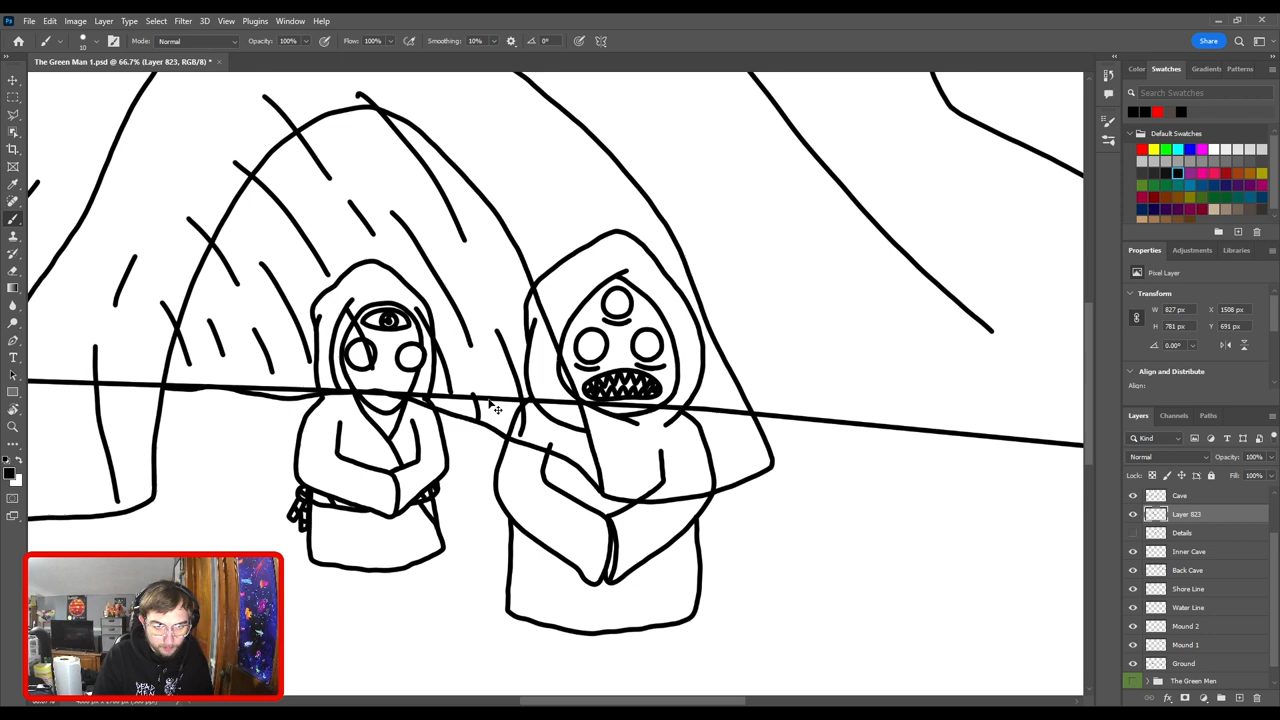 Ps File Edit Image Layer Type Select Filter 3D View Plugins Window Help
10 Mode: Normal Opacity: 100% Flow: 100% Smoothing: 10% 0° Share
The Green Man 1.psd @ 66.7% (Layer 823, RGB/8) *
Color Swatches Gradients Patterns
Search Swatches
Default Swatches
Properties Adjustments Libraries
Pixel Layer
Transform
W 827 px X 1508 px
H 781 px Y 691 px
0.00°
Align and Distribute
Align:
Layers Channels Paths
Kind
Normal Opacity: 100%
Lock: Fill: 100%
Cave
Layer 823
Details
Inner Cave
Back Cave
Shore Line
Water Line
Mound 2
Mound 1
Ground
The Green Men
DEAD